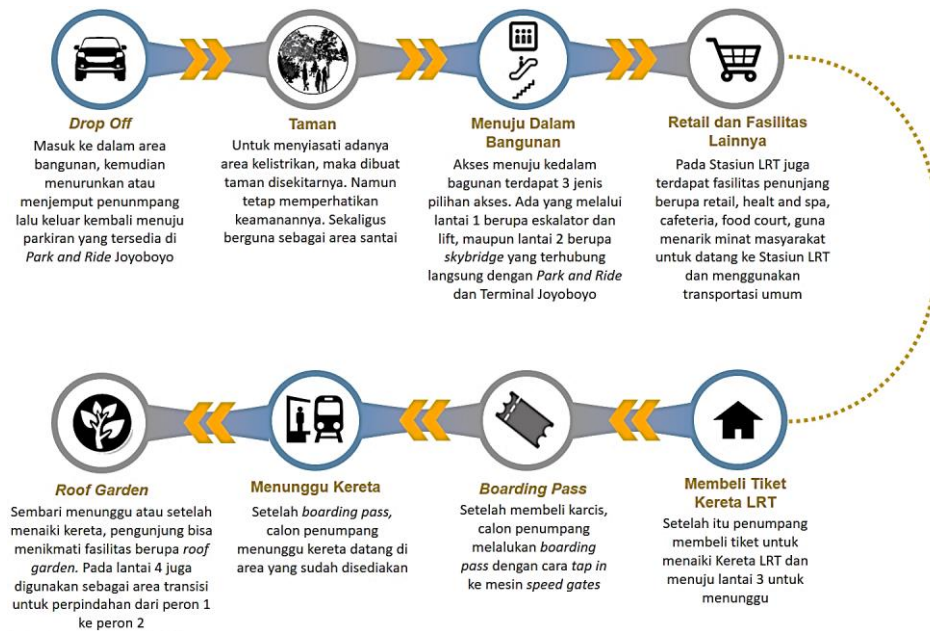 Drop Off
Masuk ke dalam area
bangunan, kemudian
menurunkan atau
menjemput penunmpang
lalu keluar kembali menuju
parkiran yang tersedia di
Park and Ride Joyoboyo
Taman
Untuk menyiasati adanya
area kelistrikan, maka dibuat
taman disekitarnya. Namun
tetap memperhatikan
keamanannya. Sekaligus
berguna sebagai area santai
Menuju Dalam
Bangunan
Akses menuju kedalam
bagunan terdapat 3 jenis
pilihan akses. Ada yang melalui
lantai 1 berupa eskalator dan
lift, maupun lantai 2 berupa
skybridge yang terhubung
langsung dengan Park and Ride
dan Terminal Joyoboyo
Retail dan Fasilitas
Lainnya
Pada Stasiun LRT juga
terdapat fasilitas penunjang
berupa retail, healt and spa,
cafeteria, food court, guna
menarik minat masyarakat
untuk datang ke Stasiun LRT
dan menggunakan
transportasi umum
Membeli Tiket
Kereta LRT
Setelah itu penumpang
membeli tiket untuk
menaiki Kereta LRT dan
menuju lantai 3 untuk
menunggu
Boarding Pass
Setelah membeli karcis,
calon penumpang
melalukan boarding
pass dengan cara tap in
ke mesin speed gates
Menunggu Kereta
Setelah boarding pass,
calon penumpang
menunggu kereta datang di
area yang sudah disediakan
Roof Garden
Sembari menunggu atau setelah
menaiki kereta, pengunjung bisa
menikmati fasilitas berupa roof
garden. Pada lantai 4 juga
digunakan sebagai area transisi
untuk perpindahan dari peron 1
ke peron 2